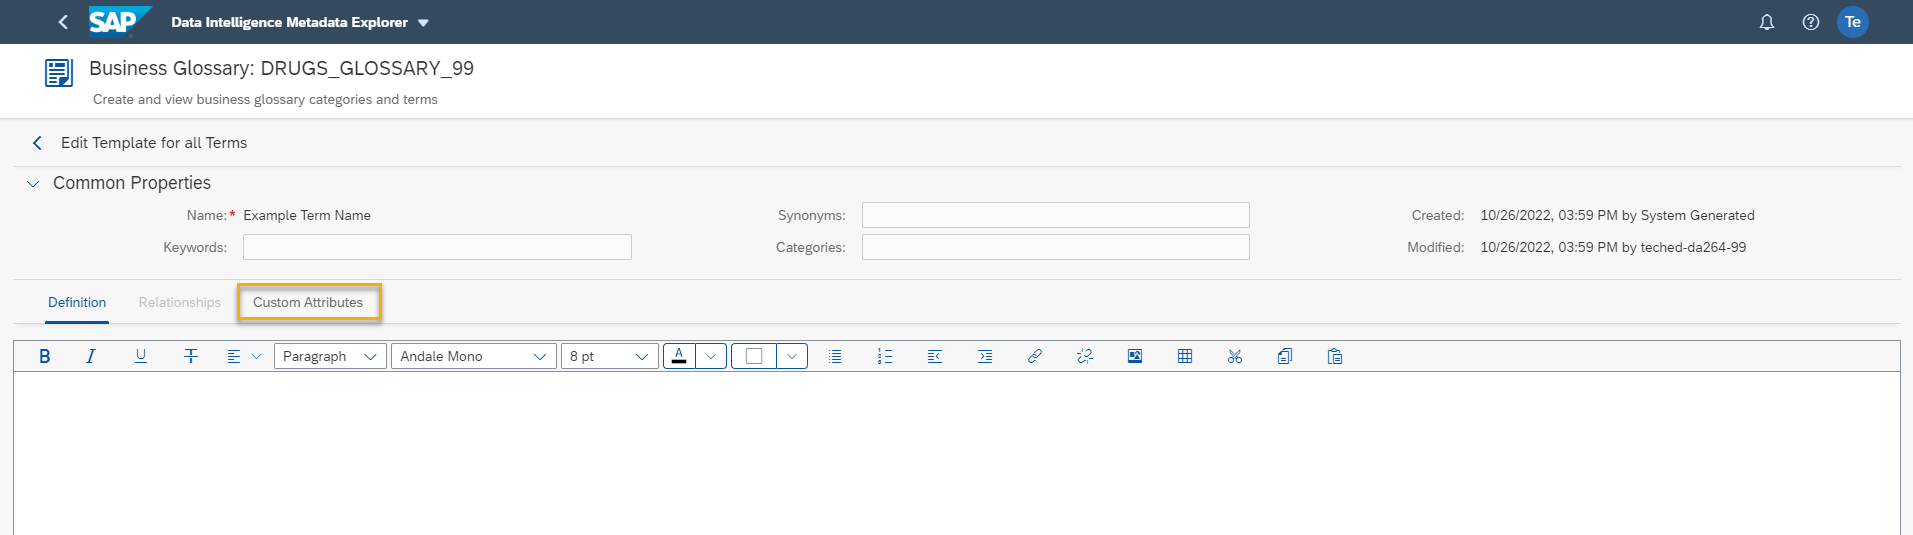 SAP Data Intelligence Metadata Explorer Te
Business Glossary: DRUGS_GLOSSARY_99
Create and view business glossary categories and terms
Edit Template for all Terms
Common Properties
Name:* Example Term Name Synonyms: Created: 10/26/2022, 03:59 PM by System Generated
Keywords: Categories: Modified: 10/26/2022, 03:59 PM by teched-da264-99
Definition Relationships Custom Attributes
B I U T Paragraph Andale Mono 8 pt A